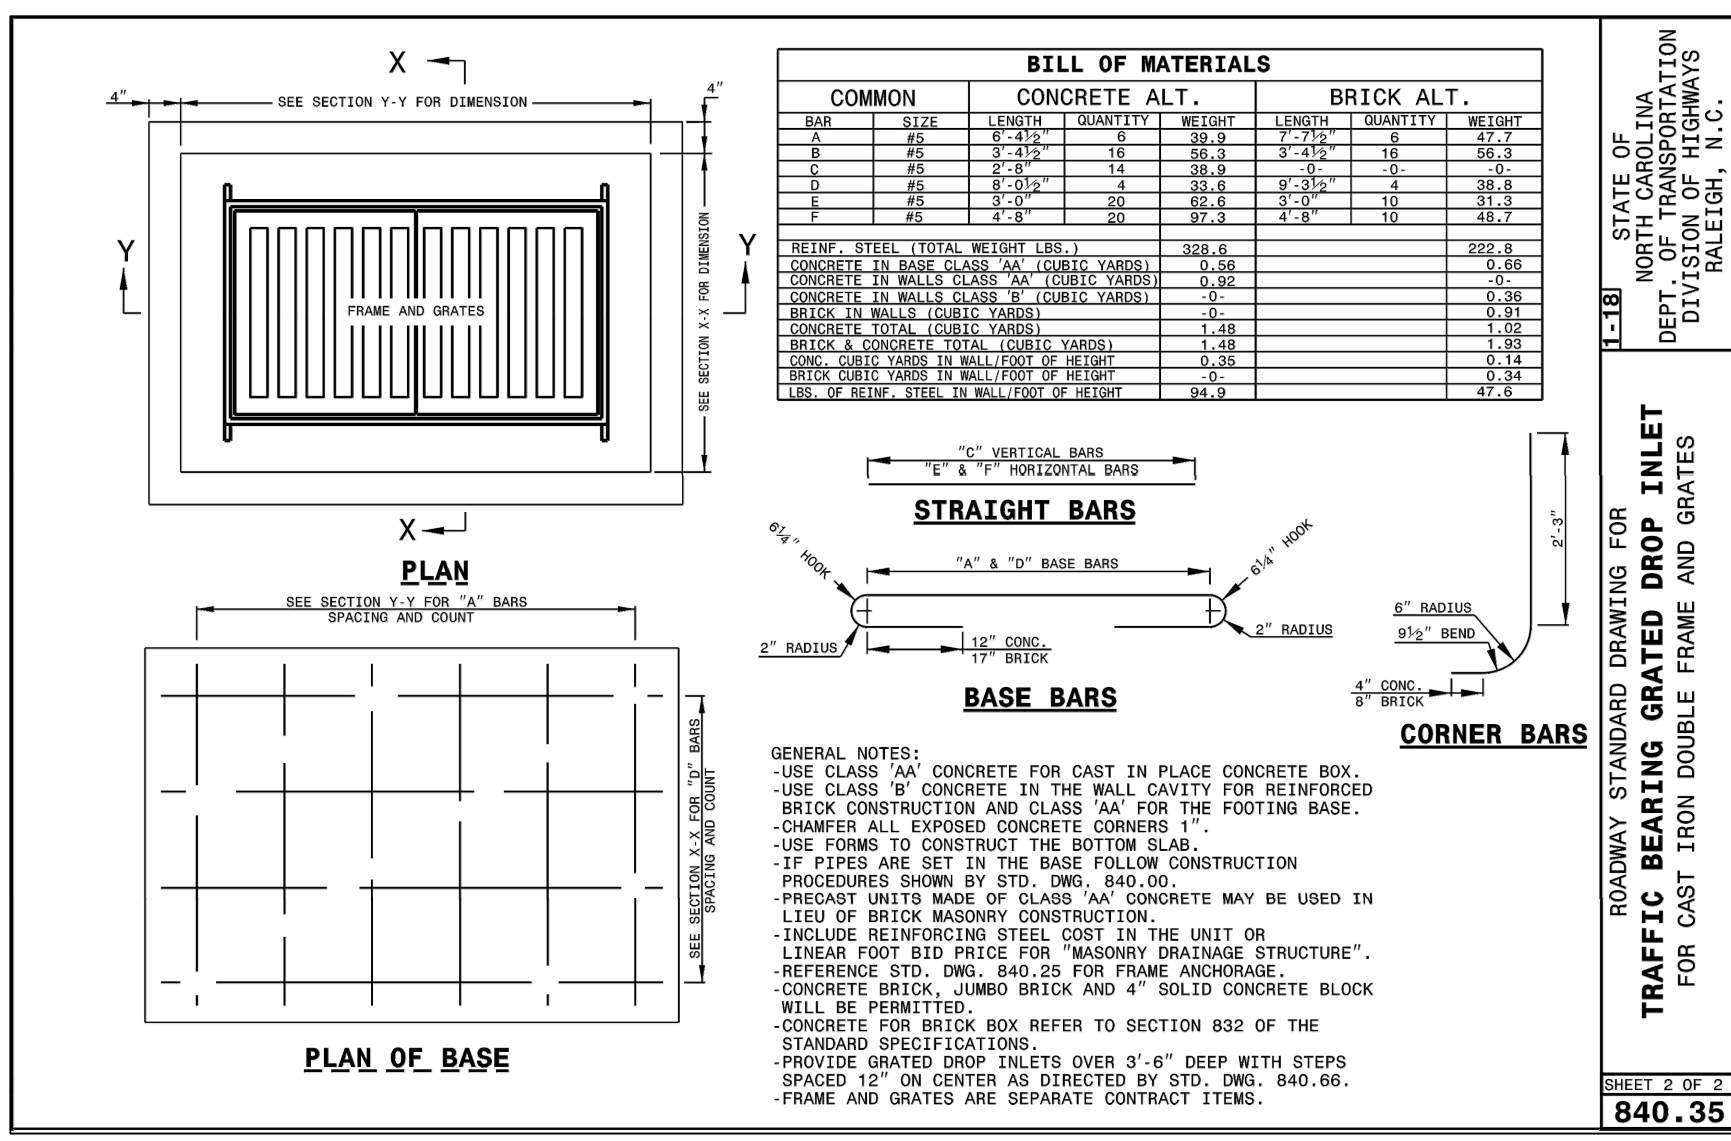 X
4"
SEE SECTION Y-Y FOR DIMENSION
4"
Y
Y
SEE SECTION X-X FOR DIMENSION
FRAME AND GRATES
X
PLAN
SEE SECTION Y-Y FOR "A" BARS
SPACING AND COUNT
SEE SECTION X-X FOR "D" BARS
SPACING AND COUNT
PLAN OF BASE
BILL OF MATERIALS
COMMON CONCRETE ALT. BRICK ALT.
BAR SIZE LENGTH QUANTITY WEIGHT LENGTH QUANTITY WEIGHT
A #5 6'-4½" 6 39.9 7'-7½" 6 47.7
B #5 3'-4½" 16 56.3 3'-4½" 16 56.3
C #5 2'-8" 14 38.9 -0- -0- -0-
D #5 8'-0½" 4 33.6 9'-3½" 4 38.8
E #5 3'-0" 20 62.6 3'-0" 10 31.3
F #5 4'-8" 20 97.3 4'-8" 10 48.7
REINF. STEEL (TOTAL WEIGHT LBS.) 328.6 222.8
CONCRETE IN BASE CLASS 'AA' (CUBIC YARDS) 0.56 0.66
CONCRETE IN WALLS CLASS 'AA' (CUBIC YARDS) 0.92 -0-
CONCRETE IN WALLS CLASS 'B' (CUBIC YARDS) -0- 0.36
BRICK IN WALLS (CUBIC YARDS) -0- 0.91
CONCRETE TOTAL (CUBIC YARDS) 1.48 1.02
BRICK & CONCRETE TOTAL (CUBIC YARDS) 1.48 1.93
CONC. CUBIC YARDS IN WALL/FOOT OF HEIGHT 0.35 0.14
BRICK CUBIC YARDS IN WALL/FOOT OF HEIGHT -0- 0.34
LBS. OF REINF. STEEL IN WALL/FOOT OF HEIGHT 94.9 47.6
"C" VERTICAL BARS
"E" & "F" HORIZONTAL BARS
STRAIGHT BARS
6¼" HOOK
"A" & "D" BASE BARS
6¼" HOOK
2" RADIUS
12" CONC.
17" BRICK
2" RADIUS
BASE BARS
2'-3"
6" RADIUS
9½" BEND
4" CONC.
8" BRICK
CORNER BARS
GENERAL NOTES:
-USE CLASS 'AA' CONCRETE FOR CAST IN PLACE CONCRETE BOX.
-USE CLASS 'B' CONCRETE IN THE WALL CAVITY FOR REINFORCED
BRICK CONSTRUCTION AND CLASS 'AA' FOR THE FOOTING BASE.
-CHAMFER ALL EXPOSED CONCRETE CORNERS 1".
-USE FORMS TO CONSTRUCT THE BOTTOM SLAB.
-IF PIPES ARE SET IN THE BASE FOLLOW CONSTRUCTION
PROCEDURES SHOWN BY STD. DWG. 840.00.
-PRECAST UNITS MADE OF CLASS 'AA' CONCRETE MAY BE USED IN
LIEU OF BRICK MASONRY CONSTRUCTION.
-INCLUDE REINFORCING STEEL COST IN THE UNIT OR
LINEAR FOOT BID PRICE FOR "MASONRY DRAINAGE STRUCTURE".
-REFERENCE STD. DWG. 840.25 FOR FRAME ANCHORAGE.
-CONCRETE BRICK, JUMBO BRICK AND 4" SOLID CONCRETE BLOCK
WILL BE PERMITTED.
-CONCRETE FOR BRICK BOX REFER TO SECTION 832 OF THE
STANDARD SPECIFICATIONS.
-PROVIDE GRATED DROP INLETS OVER 3'-6" DEEP WITH STEPS
SPACED 12" ON CENTER AS DIRECTED BY STD. DWG. 840.66.
-FRAME AND GRATES ARE SEPARATE CONTRACT ITEMS.
1-18
STATE OF
NORTH CAROLINA
DEPT. OF TRANSPORTATION
DIVISION OF HIGHWAYS
RALEIGH, N.C.
ROADWAY STANDARD DRAWING FOR
TRAFFIC BEARING GRATED DROP INLET
FOR CAST IRON DOUBLE FRAME AND GRATES
SHEET 2 OF 2
840.35